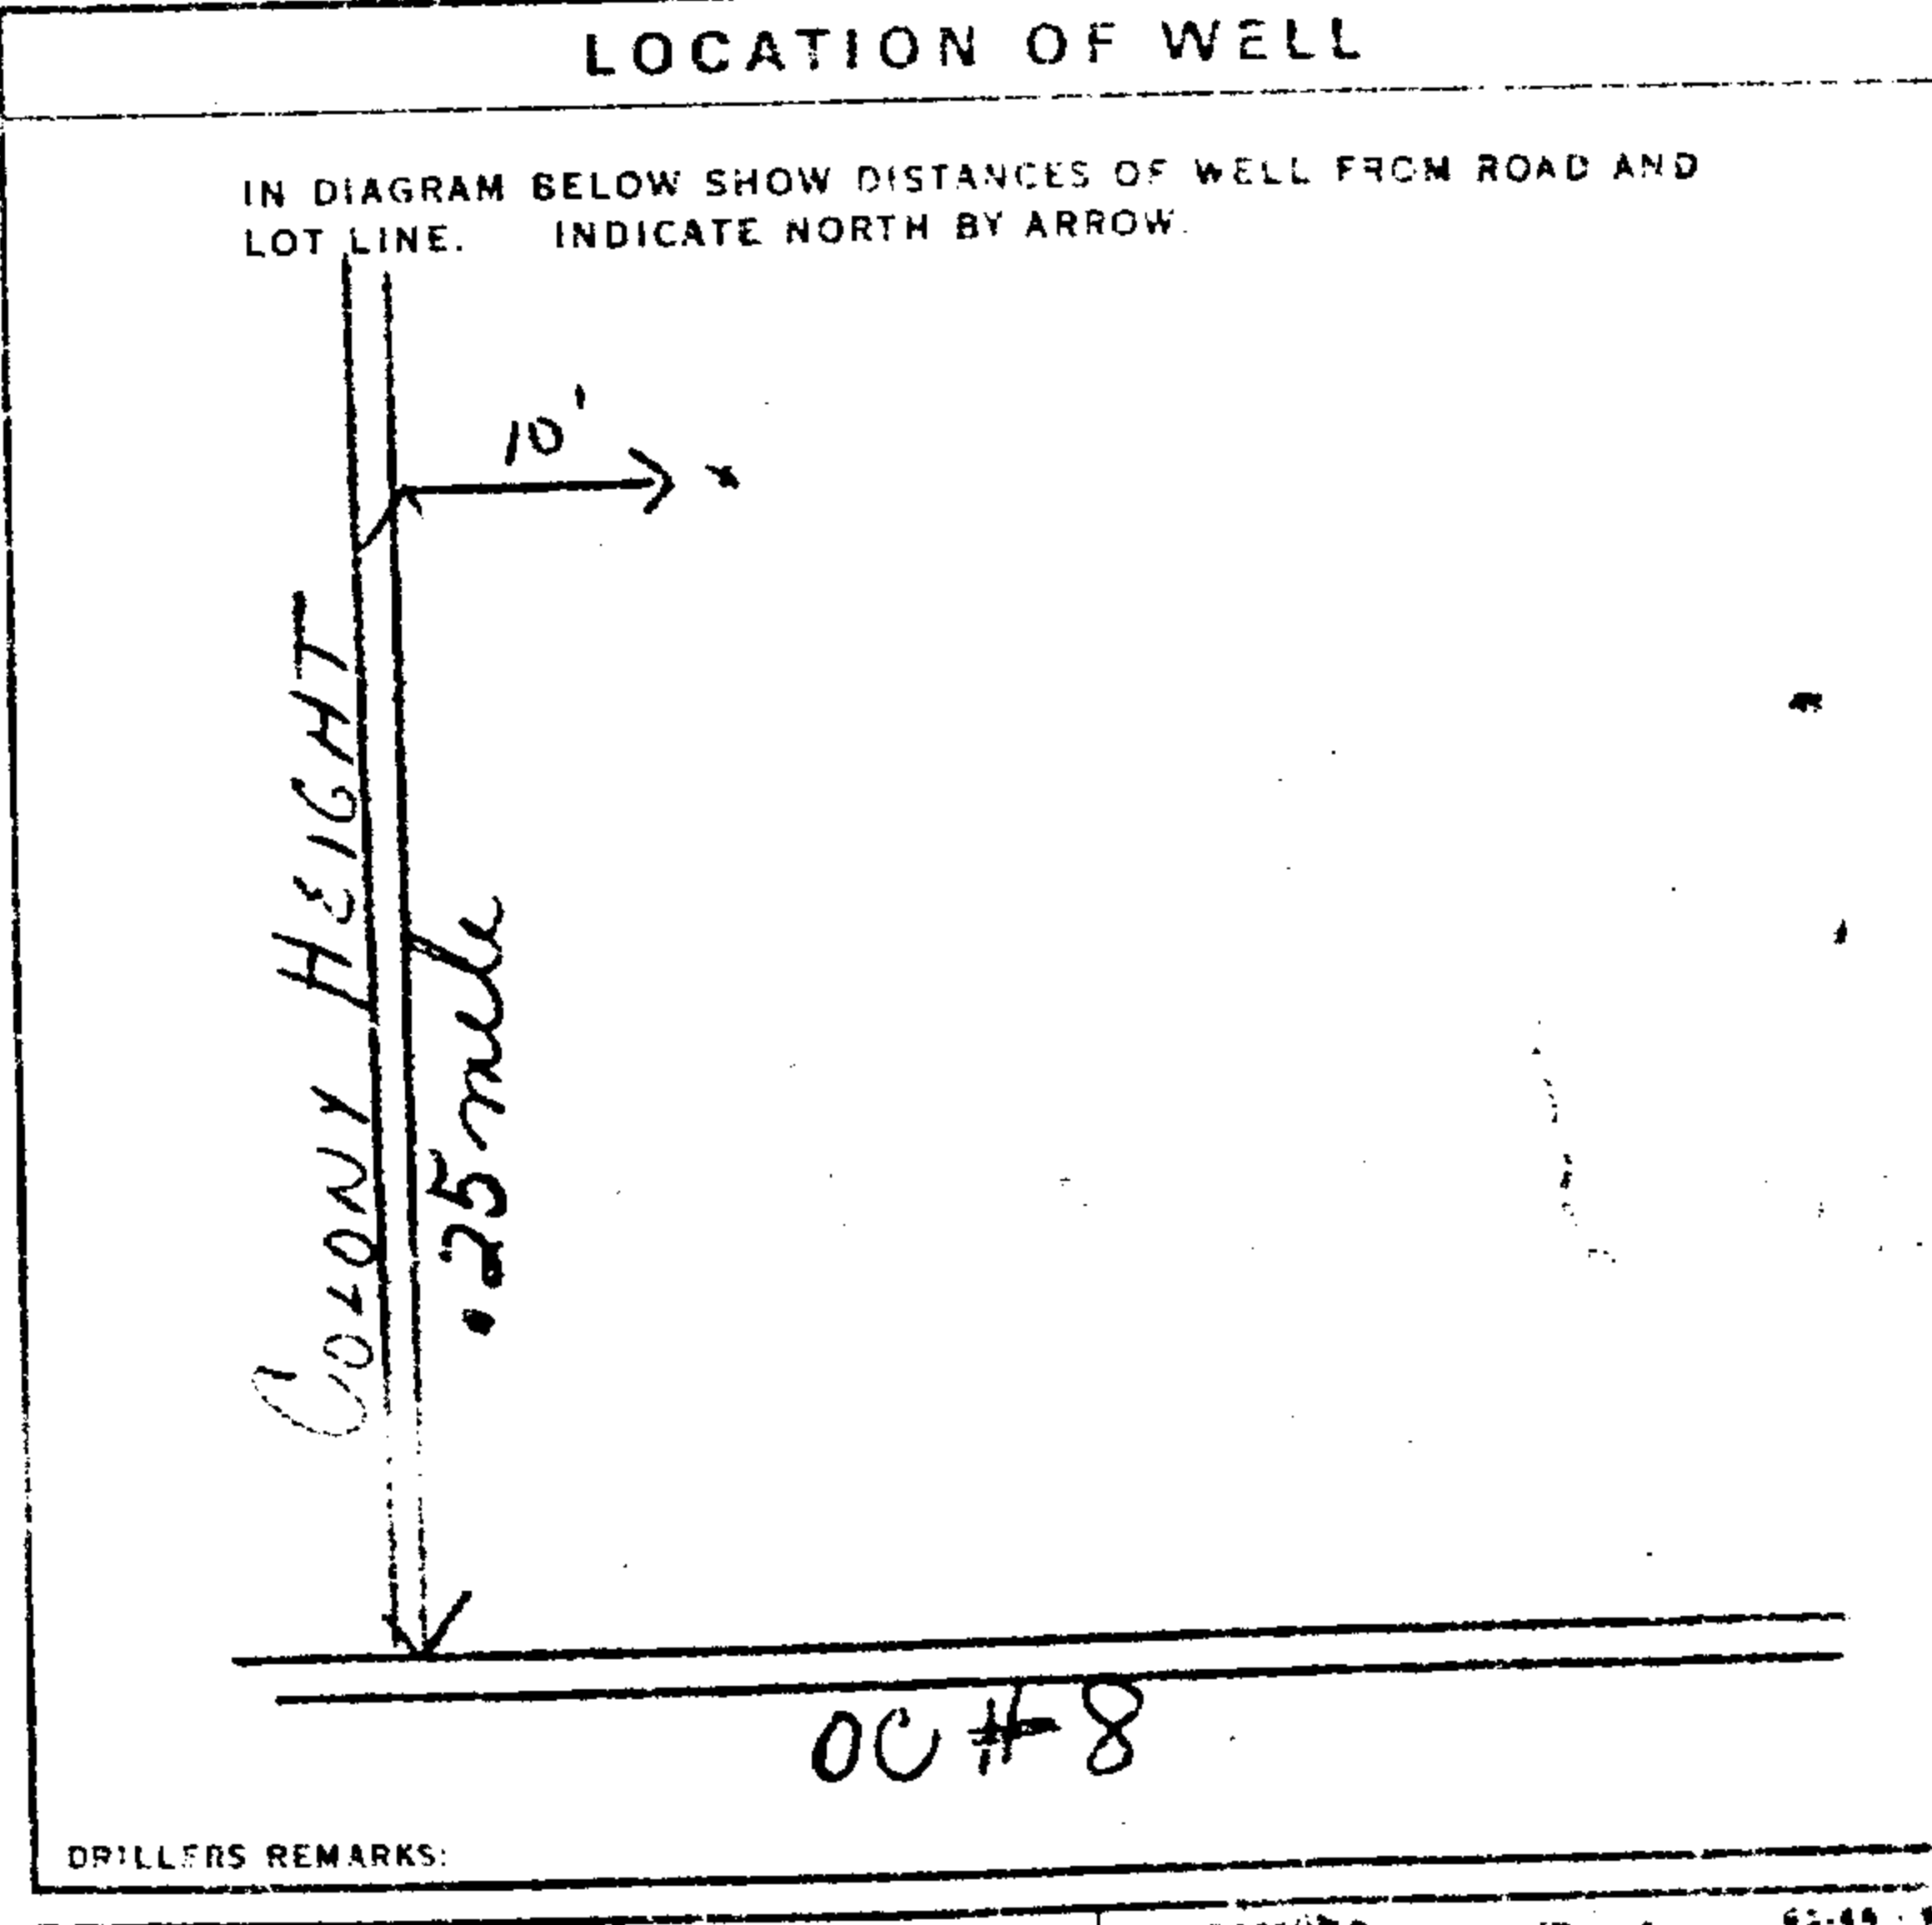 LOCATION OF WELL
IN DIAGRAM BELOW SHOW DISTANCES OF WELL FROM ROAD AND
LOT LINE. INDICATE NORTH BY ARROW.
10'
COLONY HEIGHT
.25 mile
OC #8
DRILLERS REMARKS: